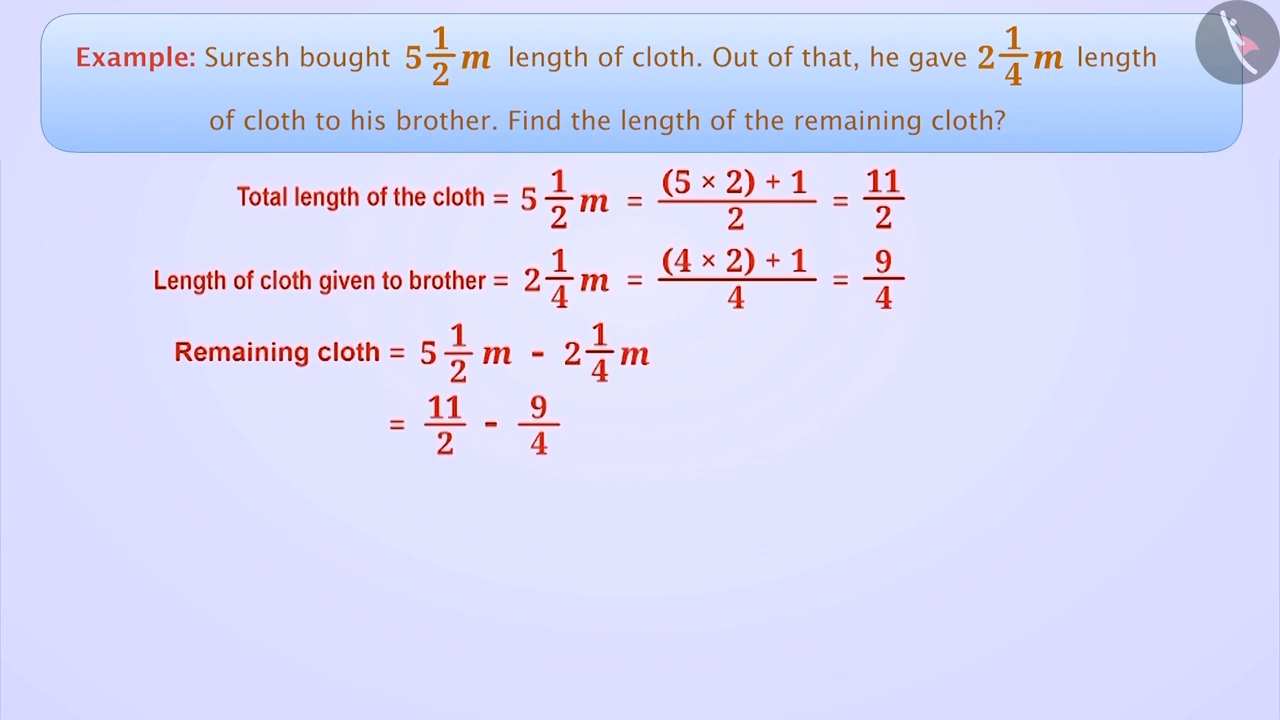 Example: Suresh bought 5 1/2 m length of cloth. Out of that, he gave 2 1/4 m length
of cloth to his brother. Find the length of the remaining cloth?
Total length of the cloth = 5 1/2 m = (5 × 2) + 1 / 2 = 11/2
Length of cloth given to brother = 2 1/4 m = (4 × 2) + 1 / 4 = 9/4
Remaining cloth = 5 1/2 m - 2 1/4 m
= 11/2 - 9/4